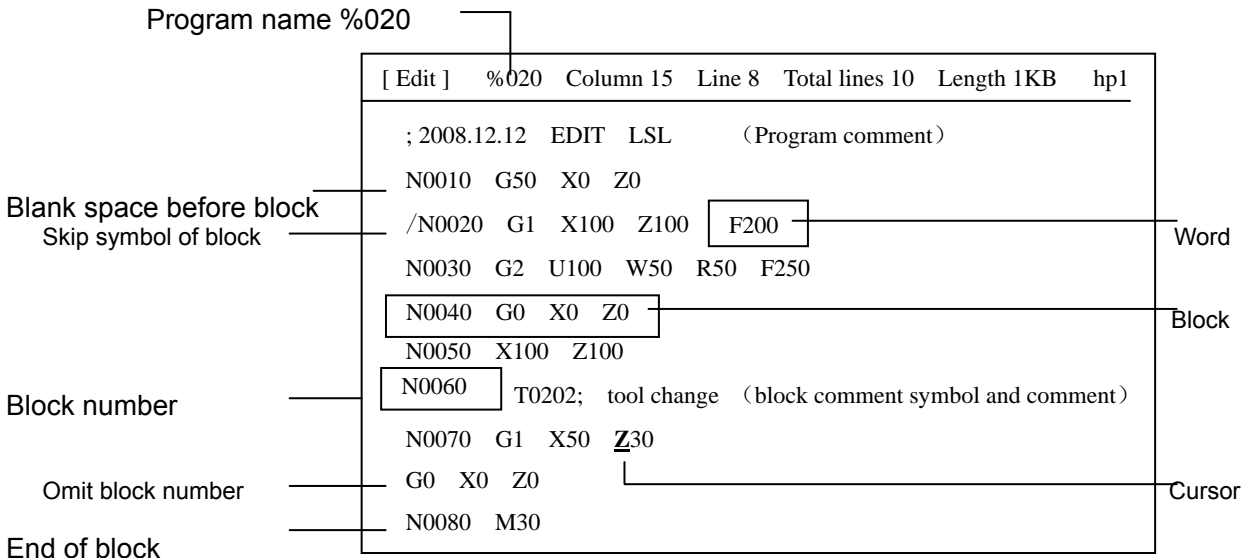 Program name %020
[ Edit ] %020 Column 15 Line 8 Total lines 10 Length 1KB hp1
; 2008.12.12 EDIT LSL （Program comment）
N0010 G50 X0 Z0
Blank space before block
/N0020 G1 X100 Z100 F200
Skip symbol of block
Word
N0030 G2 U100 W50 R50 F250
N0040 G0 X0 Z0
Block
N0050 X100 Z100
N0060 T0202; tool change （block comment symbol and comment）
Block number
N0070 G1 X50 Z30
G0 X0 Z0
Omit block number
Cursor
N0080 M30
End of block